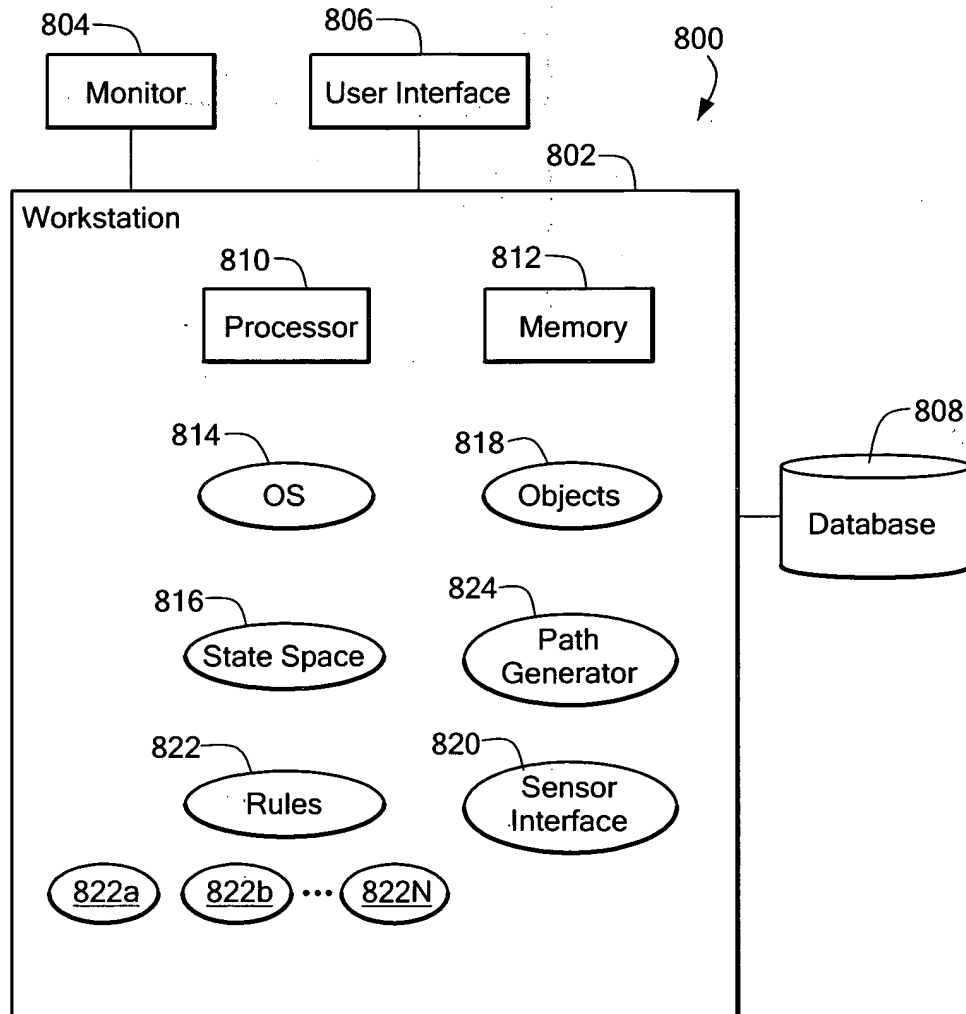 804
806
800
Monitor
User Interface
802
Workstation
810
812
Processor
Memory
814
818
808
OS
Objects
Database
816
824
State Space
Path
Generator
822
820
Rules
Sensor
Interface
822a
822b
•••
822N